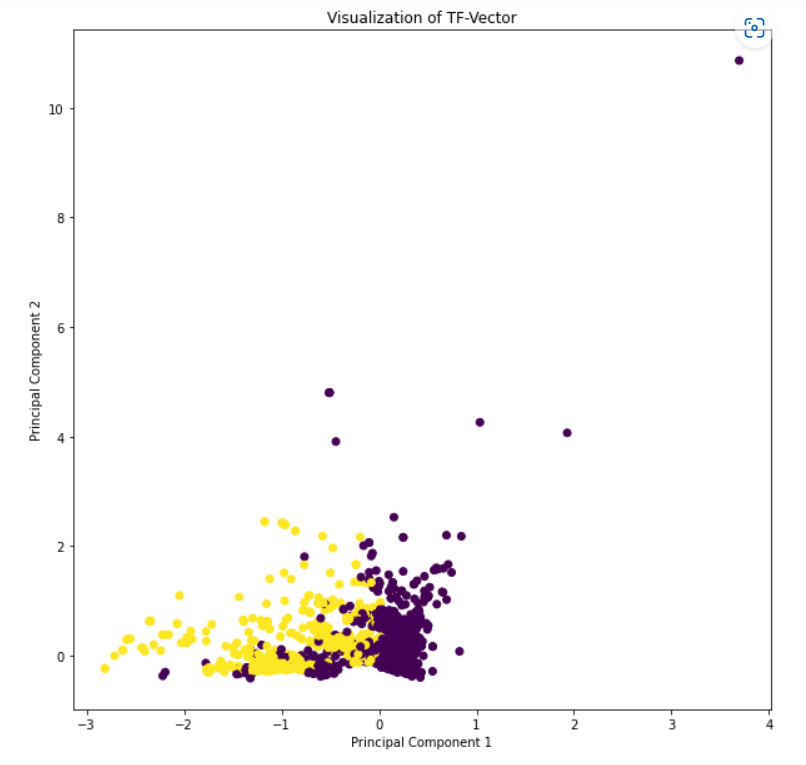 Visualization of TF-Vector
10
8
6
4
2
0
Principal Component 2
−3 −2 −1 0 1 2 3 4
Principal Component 1